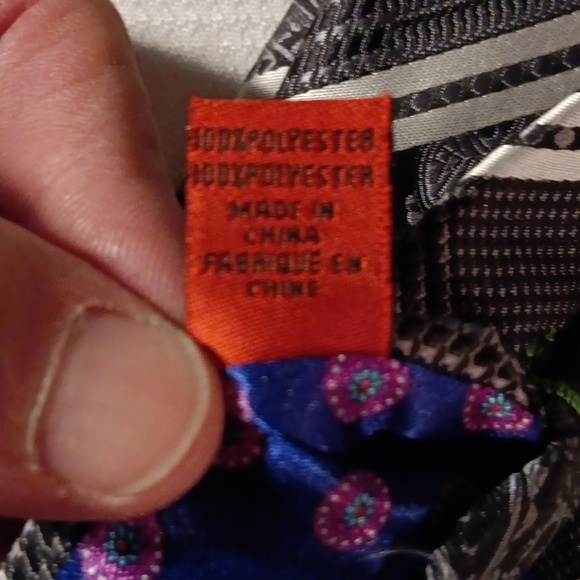 100%POLYESTER
100%POLYESTER
MADE IN
CHINA
FABRIQUE EN
CHINE